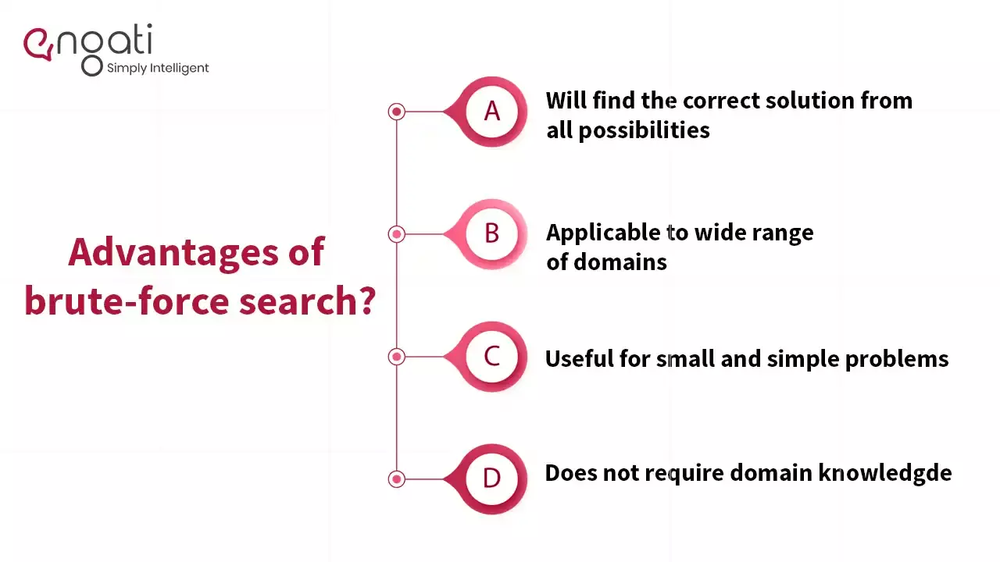 engati
Simply Intelligent
Advantages of
brute-force search?
A
Will find the correct solution from
all possibilities
B
Applicable to wide range
of domains
C
Useful for small and simple problems
D
Does not require domain knowledgde